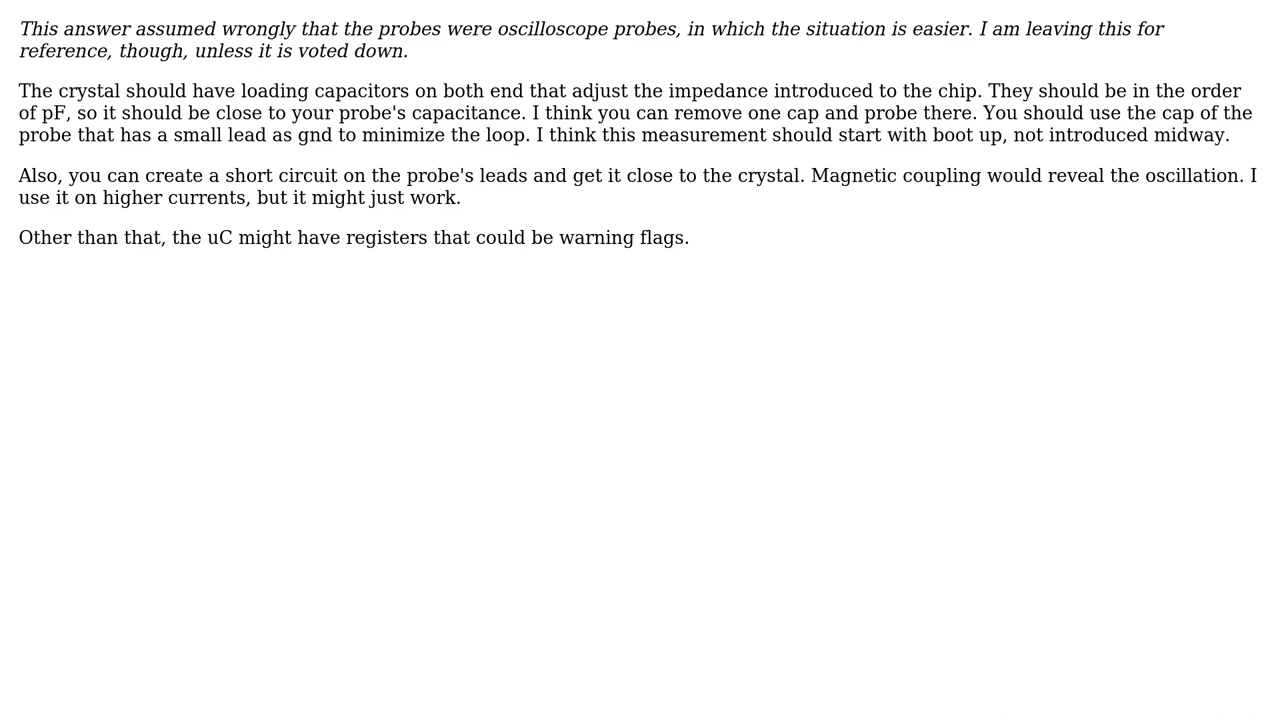 This answer assumed wrongly that the probes were oscilloscope probes, in which the situation is easier. I am leaving this for
reference, though, unless it is voted down.
The crystal should have loading capacitors on both end that adjust the impedance introduced to the chip. They should be in the order
of pF, so it should be close to your probe's capacitance. I think you can remove one cap and probe there. You should use the cap of the
probe that has a small lead as gnd to minimize the loop. I think this measurement should start with boot up, not introduced midway.
Also, you can create a short circuit on the probe's leads and get it close to the crystal. Magnetic coupling would reveal the oscillation. I
use it on higher currents, but it might just work.
Other than that, the uC might have registers that could be warning flags.